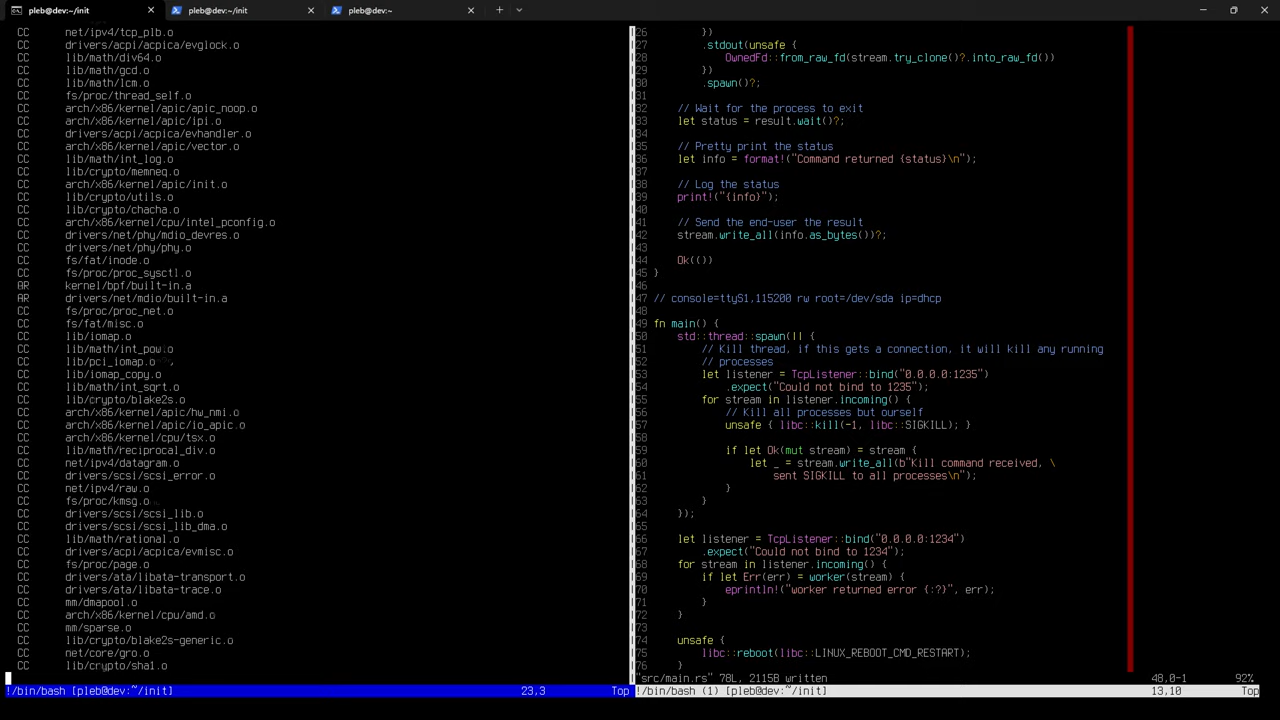 pleb@dev:~/init
pleb@dev:~/init
pleb@dev:~
CC net/ipv4/tcp_plb.o
CC drivers/acpi/acpica/evglock.o
CC lib/math/div64.o
CC lib/math/gcd.o
CC lib/math/lcm.o
CC fs/proc/thread_self.o
CC arch/x86/kernel/apic/apic_noop.o
CC arch/x86/kernel/apic/ipi.o
CC drivers/acpi/acpica/evhandler.o
CC arch/x86/kernel/apic/vector.o
CC lib/math/int_log.o
CC lib/crypto/memneq.o
CC arch/x86/kernel/apic/init.o
CC lib/crypto/utils.o
CC lib/crypto/chacha.o
CC arch/x86/kernel/cpu/intel_pconfig.o
CC drivers/net/phy/mdio_devres.o
CC drivers/net/phy/phy.o
CC fs/fat/inode.o
CC fs/proc/proc_sysctl.o
AR kernel/bpf/built-in.a
AR drivers/net/mdio/built-in.a
CC fs/proc/proc_net.o
CC fs/fat/misc.o
CC lib/iomap.o
CC lib/math/int_pow.o
CC lib/pci_iomap.o
CC lib/iomap_copy.o
CC lib/math/int_sqrt.o
CC lib/crypto/blake2s.o
CC arch/x86/kernel/apic/hw_nmi.o
CC arch/x86/kernel/apic/io_apic.o
CC arch/x86/kernel/cpu/tsx.o
CC lib/math/reciprocal_div.o
CC net/ipv4/datagram.o
CC drivers/scsi/scsi_error.o
CC net/ipv4/raw.o
CC fs/proc/kmsg.o
CC drivers/scsi/scsi_lib.o
CC drivers/scsi/scsi_lib_dma.o
CC lib/math/rational.o
CC drivers/acpi/acpica/evmisc.o
CC fs/proc/page.o
CC drivers/ata/libata-transport.o
CC drivers/ata/libata-trace.o
CC mm/dmapool.o
CC arch/x86/kernel/cpu/amd.o
CC mm/sparse.o
CC lib/crypto/blake2s-generic.o
CC net/core/gro.o
CC lib/crypto/sha1.o
!/bin/bash [pleb@dev:~/init] 23,3 Top
26 })
27 .stdout(unsafe {
28 OwnedFd::from_raw_fd(stream.try_clone()?.into_raw_fd())
29 })
30 .spawn()?;
31
32 // Wait for the process to exit
33 let status = result.wait()?;
34
35 // Pretty print the status
36 let info = format!("Command returned {status}\n");
37
38 // Log the status
39 print!("{info}");
40
41 // Send the end-user the result
42 stream.write_all(info.as_bytes())?;
43
44 Ok(())
45 }
46
47 // console=ttyS1,115200 rw root=/dev/sda ip=dhcp
48
49 fn main() {
50 std::thread::spawn(|| {
51 // Kill thread, if this gets a connection, it will kill any running
52 // processes
53 let listener = TcpListener::bind("0.0.0.0:1235")
54 .expect("Could not bind to 1235");
55 for stream in listener.incoming() {
56 // Kill all processes but ourself
57 unsafe { libc::kill(-1, libc::SIGKILL); }
58
59 if let Ok(mut stream) = stream {
60 let _ = stream.write_all(b"Kill command received, \
61 sent SIGKILL to all processes\n");
62 }
63 }
64 });
65
66 let listener = TcpListener::bind("0.0.0.0:1234")
67 .expect("Could not bind to 1234");
68 for stream in listener.incoming() {
69 if let Err(err) = worker(stream) {
70 eprintln!("worker returned error {:?}", err);
71 }
72 }
73
74 unsafe {
75 libc::reboot(libc::LINUX_REBOOT_CMD_RESTART);
76 }
"src/main.rs" 78L, 2115B written 48,0-1 92%
!/bin/bash (1) [pleb@dev:~/init] 13,10 Top